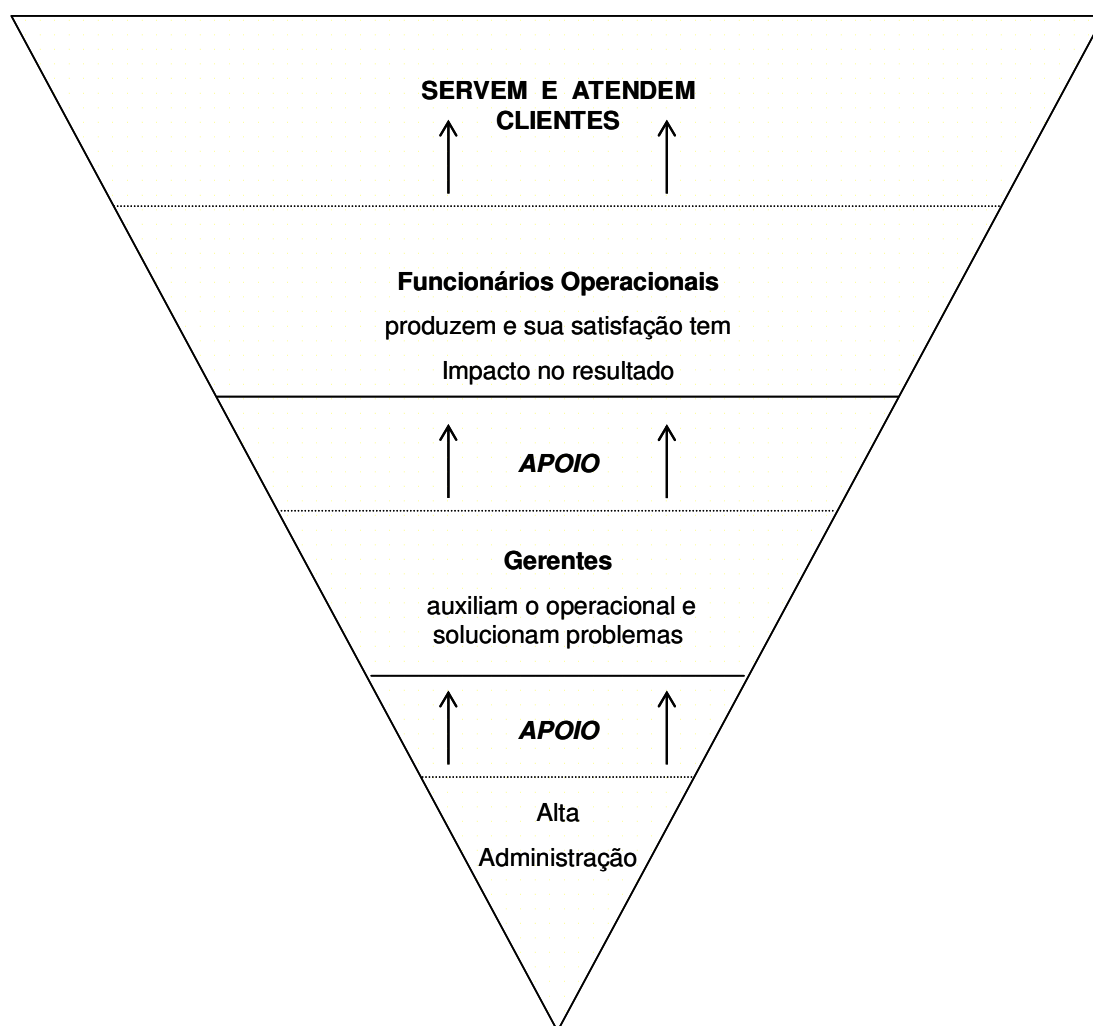 SERVEM E ATENDEM
CLIENTES
Funcionários Operacionais
produzem e sua satisfação tem
Impacto no resultado
APOIO
Gerentes
auxiliam o operacional e
solucionam problemas
APOIO
Alta
Administração